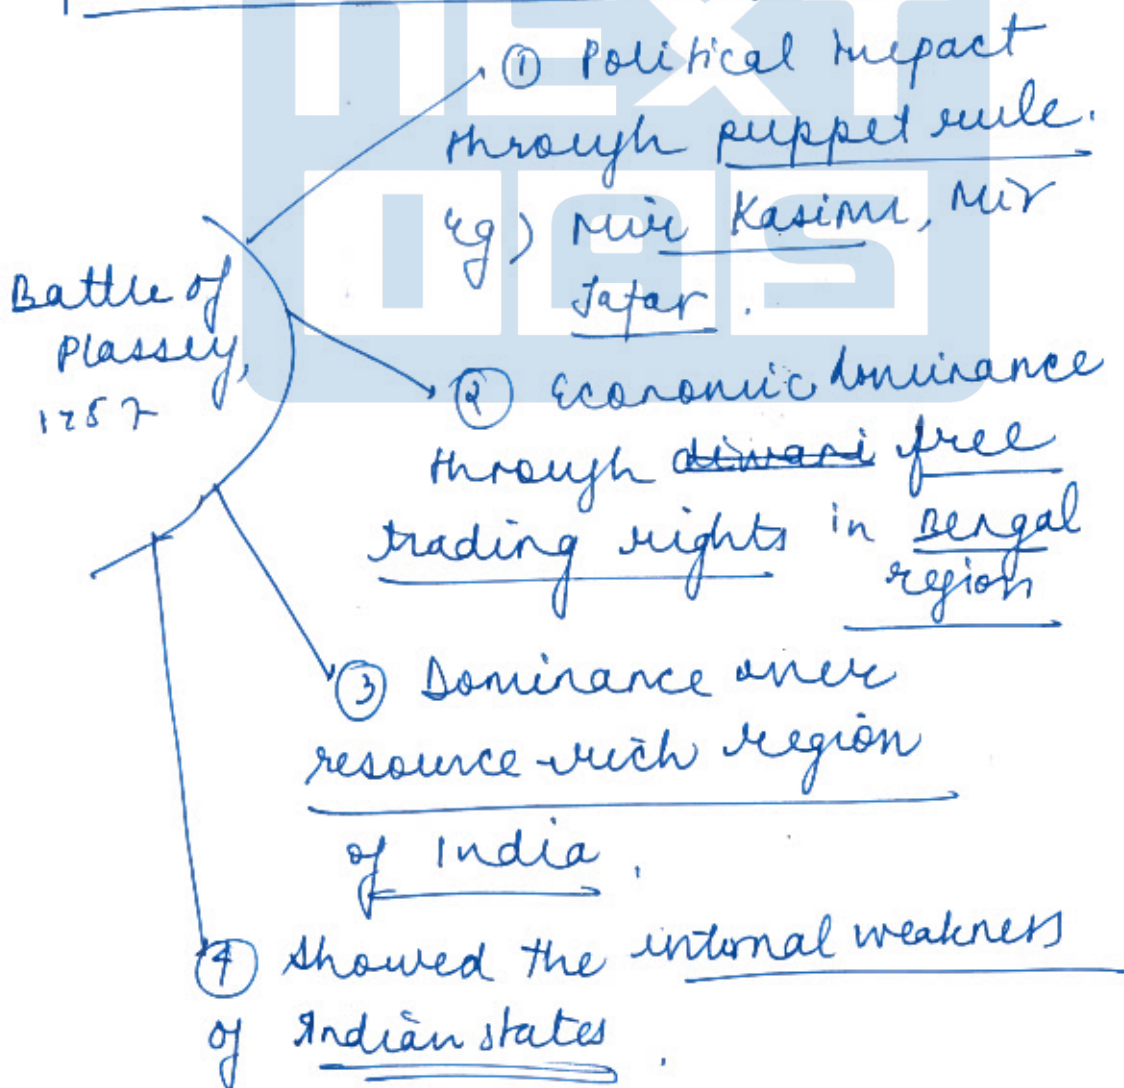 NEXT
IAS
① Political impact
through puppet rule.
eg) Mir Kasim, Mir
Jafar.
Battle of
Plassey,
1757
② Economic dominance
through diwani free
trading rights in Bengal
region
③ Dominance over
resource rich region
of India.
④ Showed the internal weakness
of Indian states.